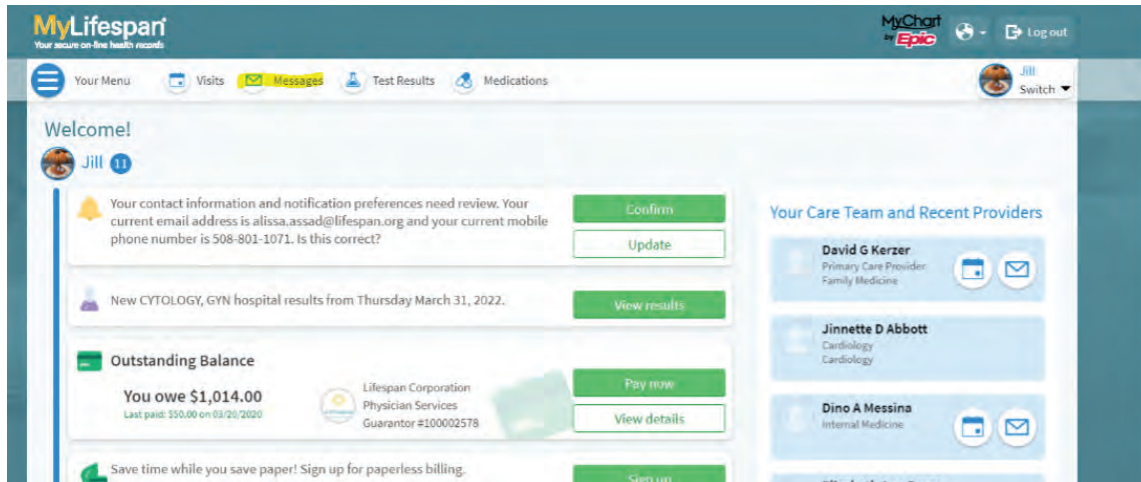 MyLifespan
Your secure on-line health records
MyChart
by Epic
Log out
Your Menu
Visits
Messages
Test Results
Medications
Jill
Switch
Welcome!
Jill 11
Your contact information and notification preferences need review. Your
current email address is alissa.assad@lifespan.org and your current mobile
phone number is 508-801-1071. Is this correct?
Confirm
Update
New CYTOLOGY, GYN hospital results from Thursday March 31, 2022.
View results
Outstanding Balance
You owe $1,014.00
Last paid: $50.00 on 03/20/2020
Lifespan Corporation
Physician Services
Guarantor #100002578
Pay now
View details
Save time while you save paper! Sign up for paperless billing.
Sign up
Your Care Team and Recent Providers
David G Kerzer
Primary Care Provider
Family Medicine
Jinnette D Abbott
Cardiology
Cardiology
Dino A Messina
Internal Medicine